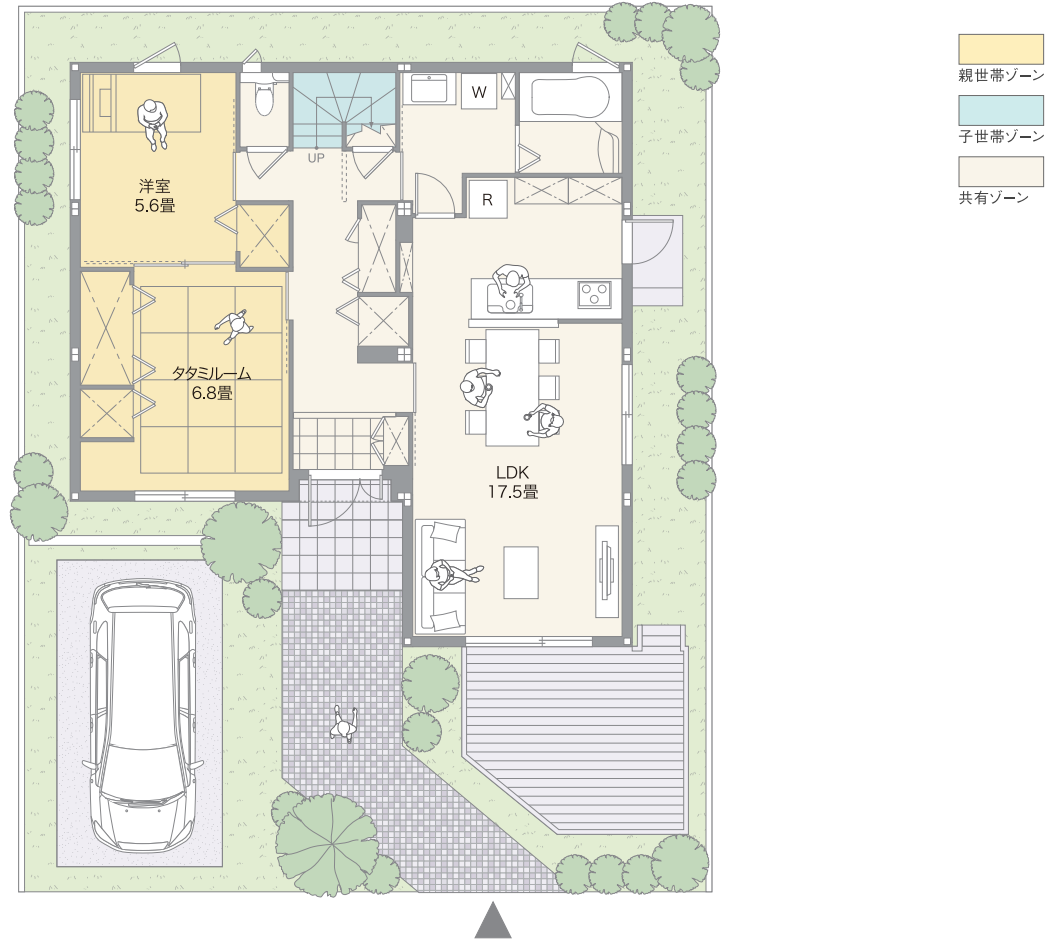 親世帯ゾーン
子世帯ゾーン
共有ゾーン
W
UP
洋室
5.6畳
R
タタミルーム
6.8畳
LDK
17.5畳